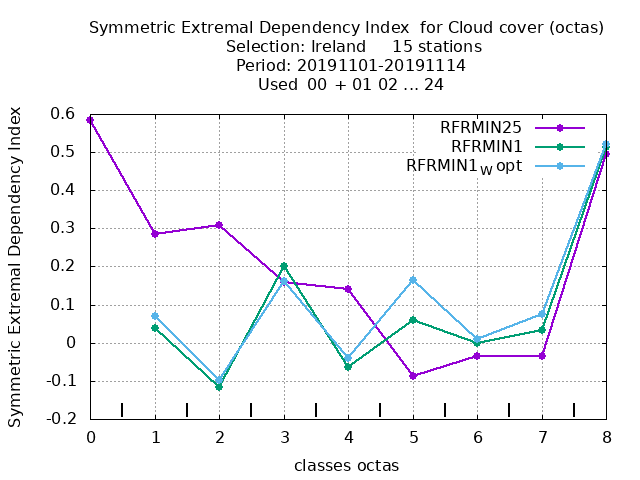 Symmetric Extremal Dependency Index  for Cloud cover (octas)
Selection: Ireland     15 stations
Period: 20191101-20191114
Used  00  + 01 02 ... 24
Symmetric Extremal Dependency Index
0.6
0.5
0.4
0.3
0.2
0.1
0
-0.1
-0.2
RFRMIN25
RFRMIN1
RFRMIN1w opt
0 1 2 3 4 5 6 7 8
classes octas